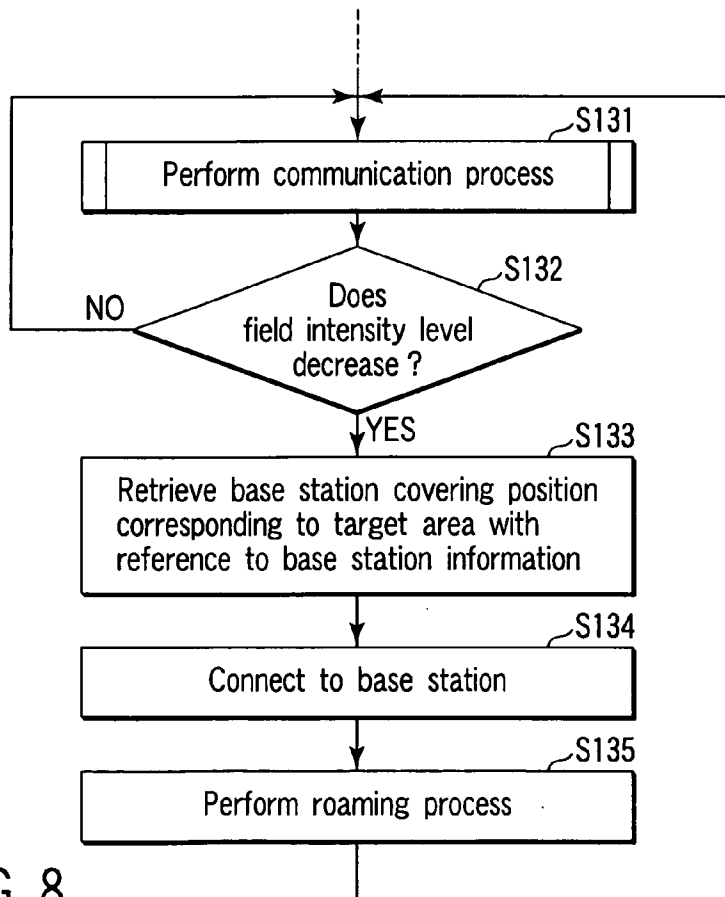 S131
Perform communication process
S132
Does
field intensity level
decrease ?
NO
YES
S133
Retrieve base station covering position
corresponding to target area with
reference to base station information
S134
Connect to base station
S135
Perform roaming process
G. 8